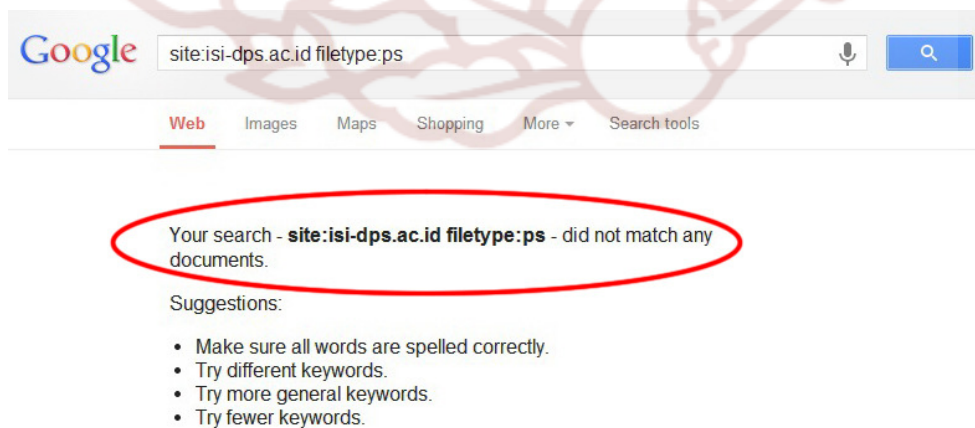 Google site:isi-dps.ac.id filetype:ps
Web Images Maps Shopping More Search tools
Your search - site:isi-dps.ac.id filetype:ps - did not match any
documents.
Suggestions:
• Make sure all words are spelled correctly.
• Try different keywords.
• Try more general keywords.
• Try fewer keywords.